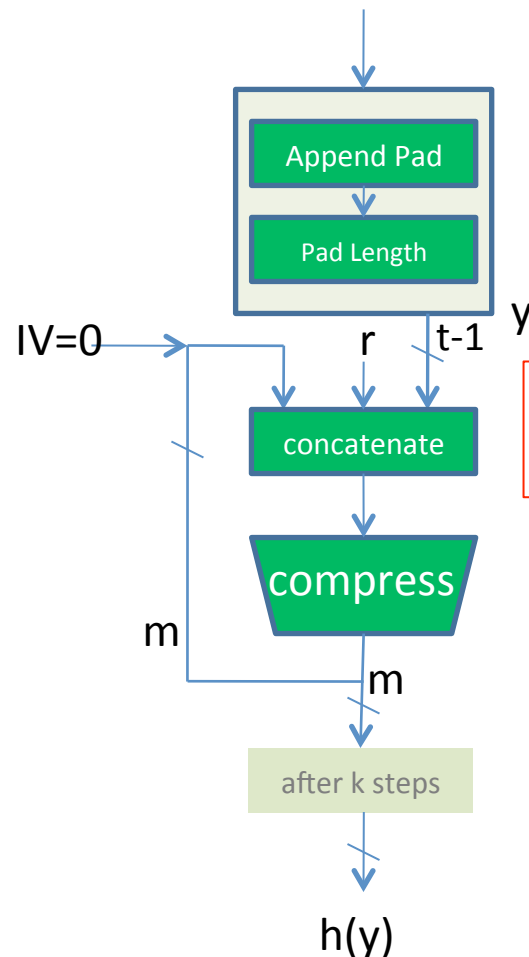 Append Pad
Pad Length
y
IV=0
r
t-1
concatenate
compress
m
m
after k steps
h(y)